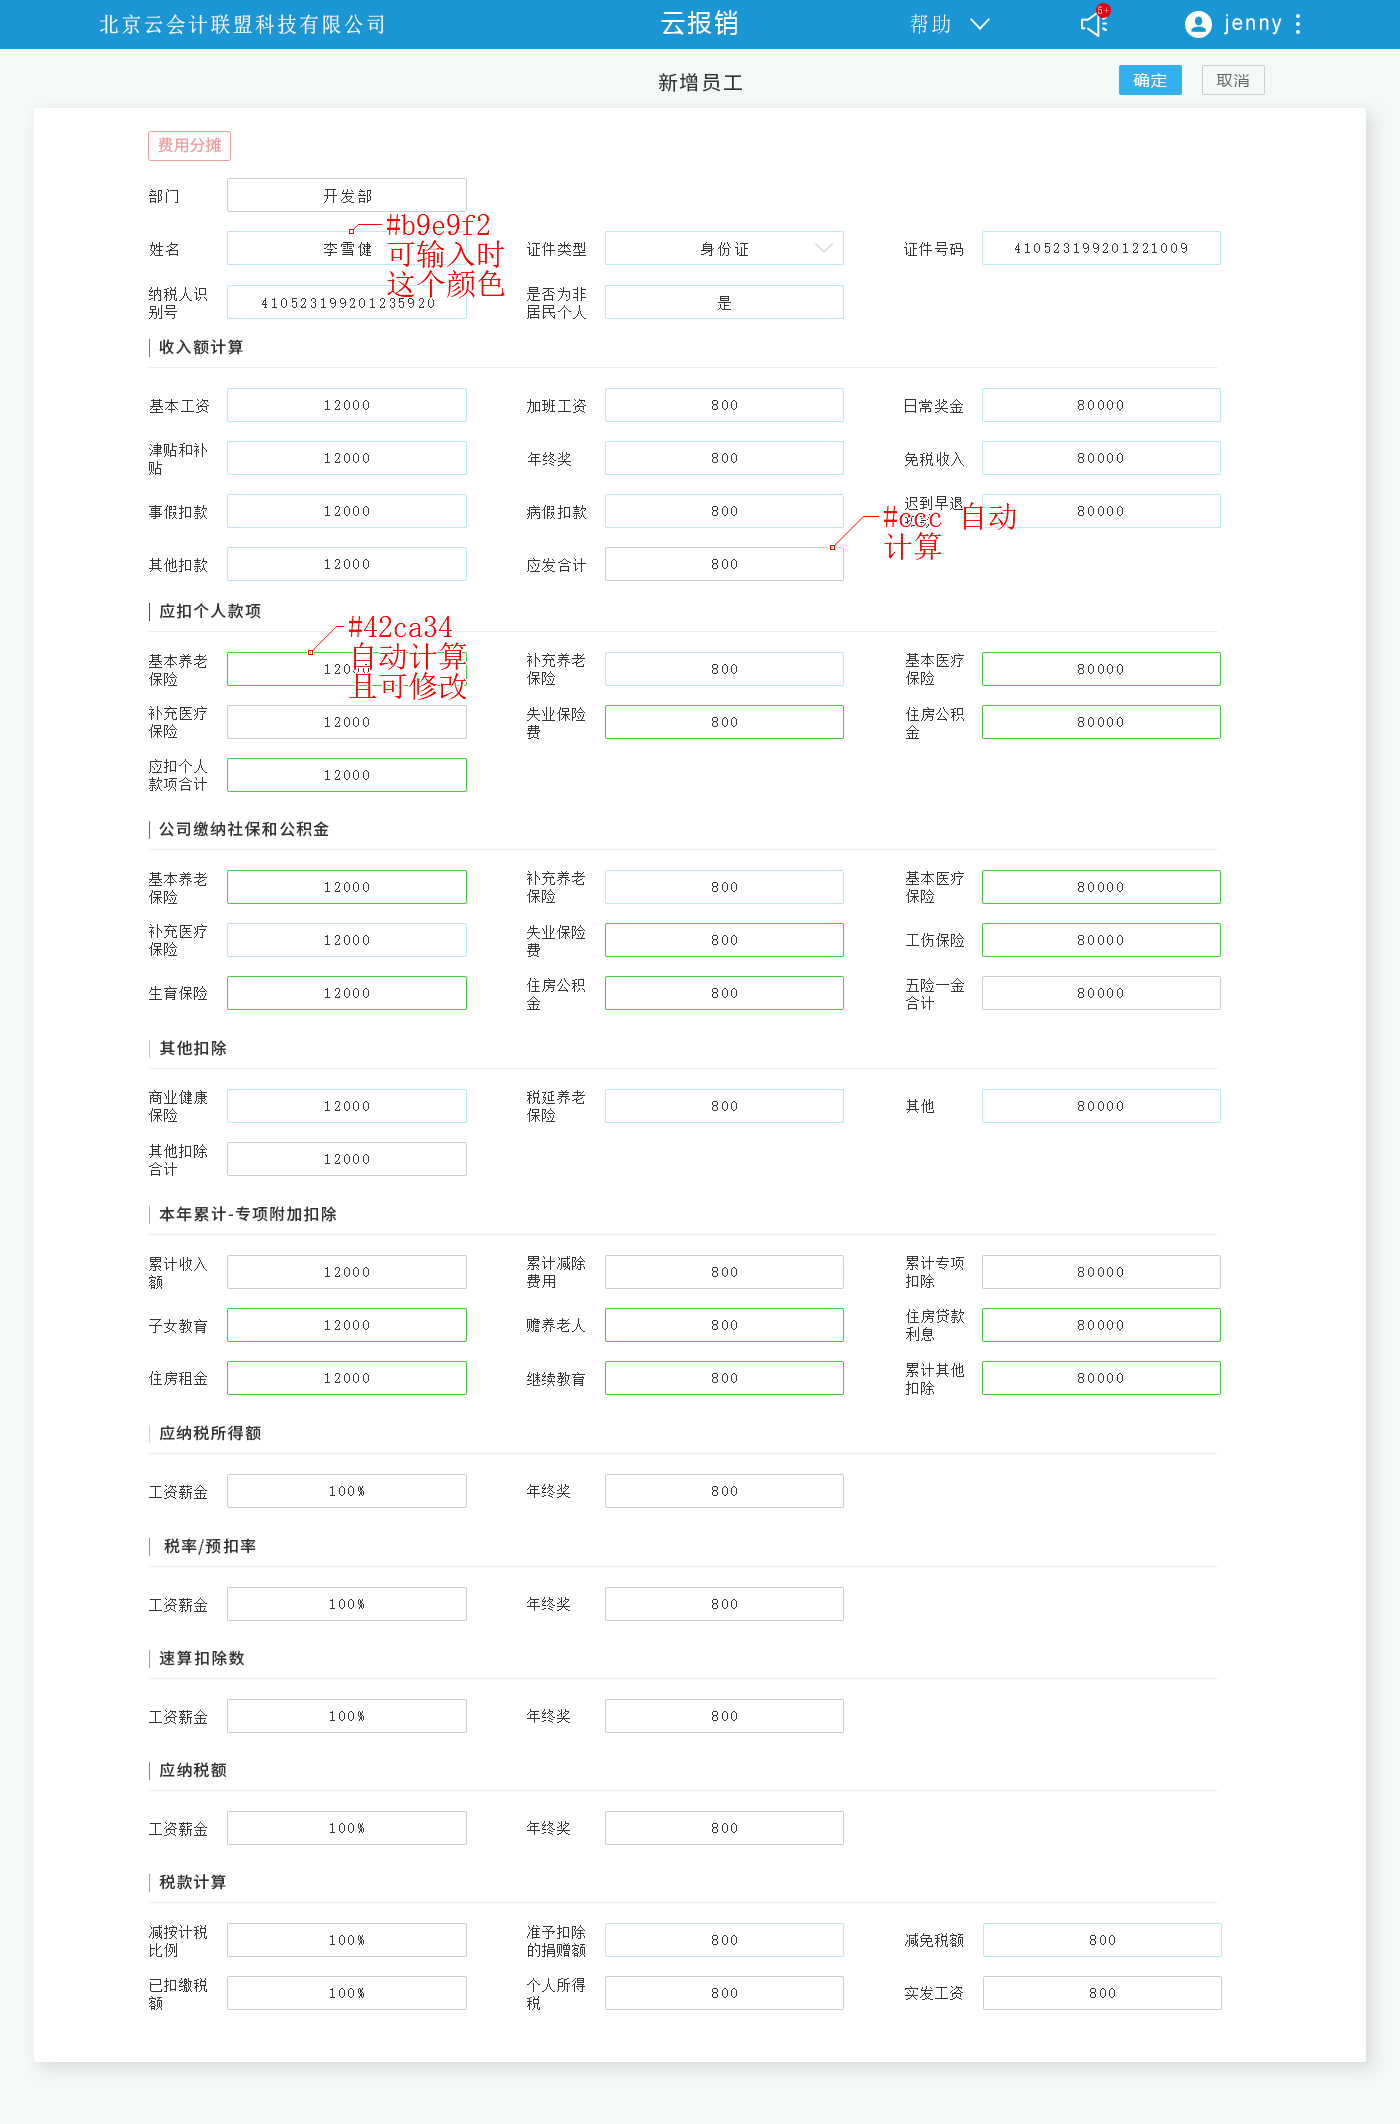 北京云会计联盟科技有限公司 云报销 帮助 5+ jenny
新增员工 确定 取消
费用分摊
部门 开发部
#b9e9f2
可输入时
这个颜色
姓名 李雪健 证件类型 身份证 证件号码 410523199201221009
纳税人识
别号 410523199201235920 是否为非
居民个人 是
收入额计算
基本工资 12000 加班工资 800 日常奖金 80000
津贴和补
贴 12000 年终奖 800 免税收入 80000
事假扣款 12000 病假扣款 800 迟到早退 80000
#ccc 自动
计算
其他扣款 12000 应发合计 800
应扣个人款项
#42ca34
自动计算
且可修改
基本养老
保险 12000 补充养老
保险 800 基本医疗
保险 80000
补充医疗
保险 12000 失业保险
费 800 住房公积
金 80000
应扣个人
款项合计 12000
公司缴纳社保和公积金
基本养老
保险 12000 补充养老
保险 800 基本医疗
保险 80000
补充医疗
保险 12000 失业保险
费 800 工伤保险 80000
生育保险 12000 住房公积
金 800 五险一金
合计 80000
其他扣除
商业健康
保险 12000 税延养老
保险 800 其他 80000
其他扣除
合计 12000
本年累计-专项附加扣除
累计收入
额 12000 累计减除
费用 800 累计专项
扣除 80000
子女教育 12000 赡养老人 800 住房贷款
利息 80000
住房租金 12000 继续教育 800 累计其他
扣除 80000
应纳税所得额
工资薪金 100% 年终奖 800
税率/预扣率
工资薪金 100% 年终奖 800
速算扣除数
工资薪金 100% 年终奖 800
应纳税额
工资薪金 100% 年终奖 800
税款计算
减按计税
比例 100% 准予扣除
的捐赠额 800 减免税额 800
已扣缴税
额 100% 个人所得
税 800 实发工资 800